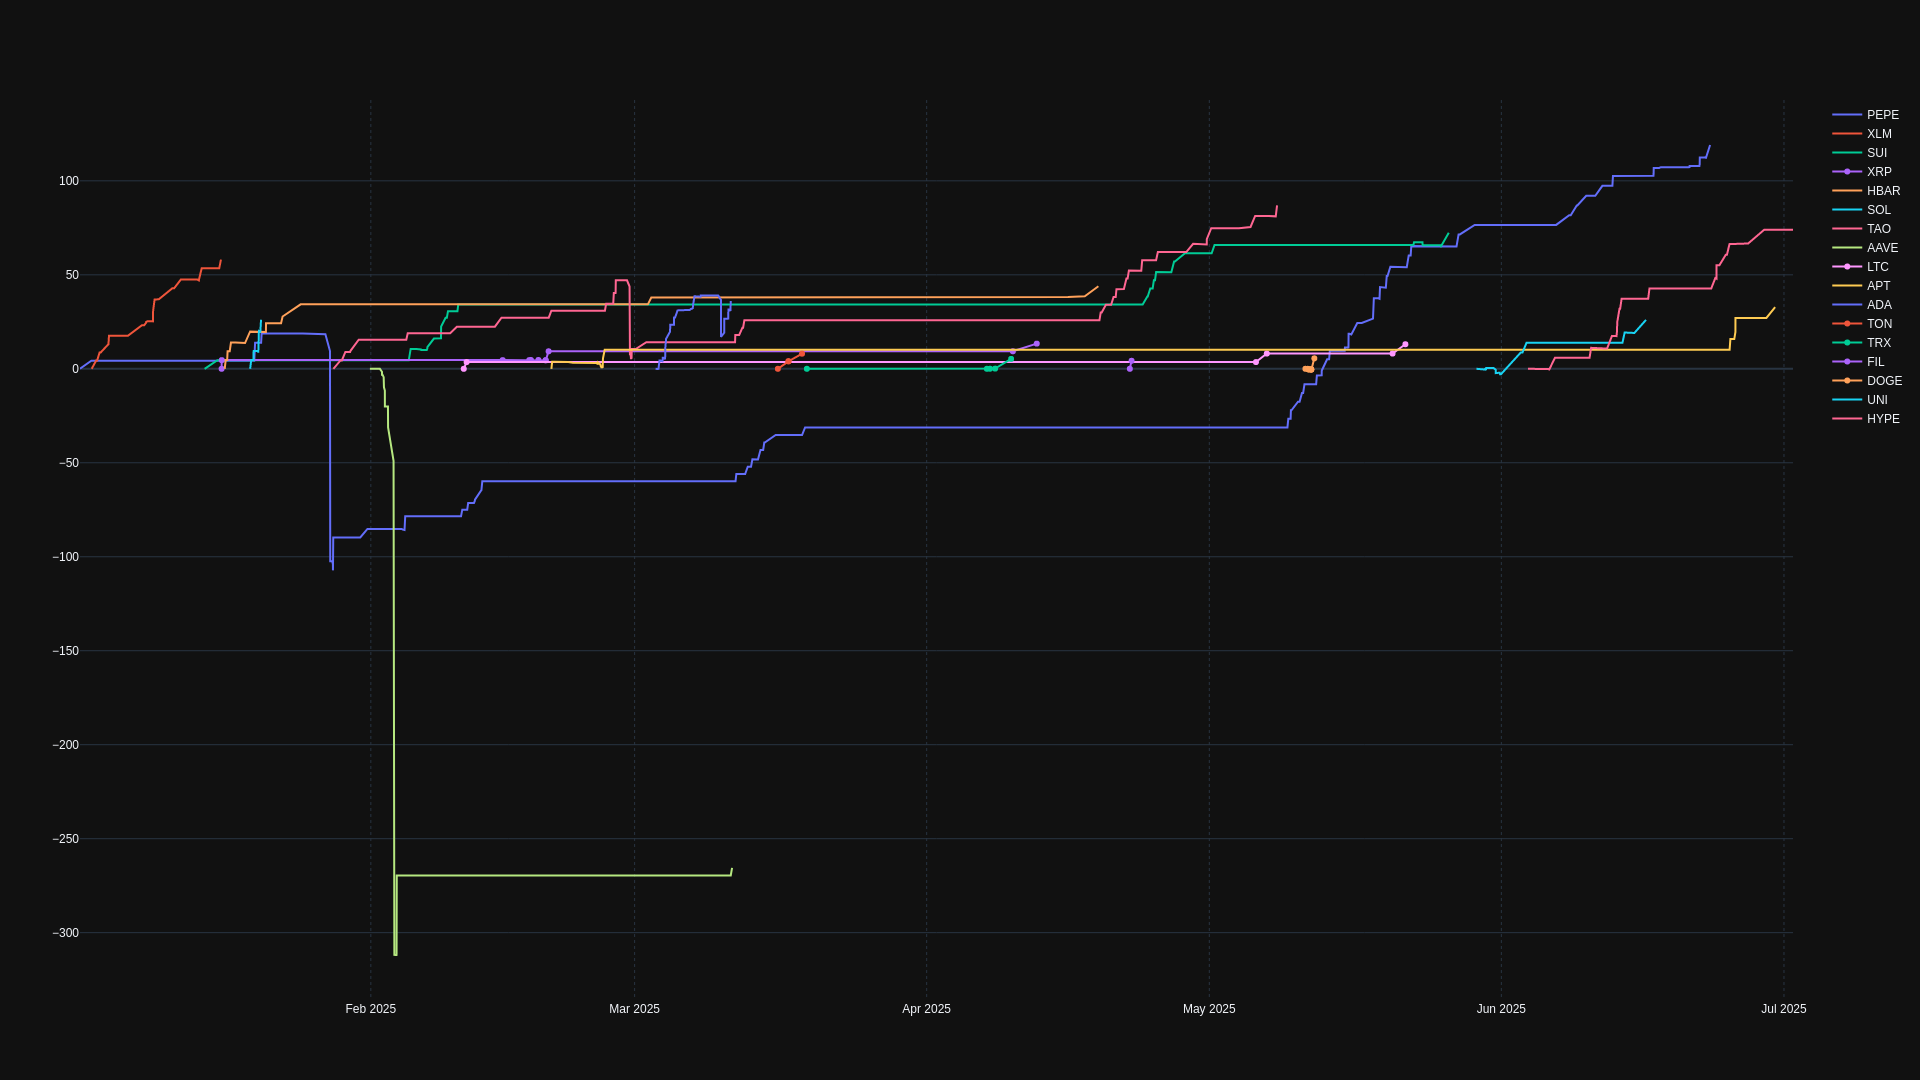 100
50
0
−50
−100
−150
−200
−250
−300
Feb 2025
Mar 2025
Apr 2025
May 2025
Jun 2025
Jul 2025
PEPE
XLM
SUI
XRP
HBAR
SOL
TAO
AAVE
LTC
APT
ADA
TON
TRX
FIL
DOGE
UNI
HYPE